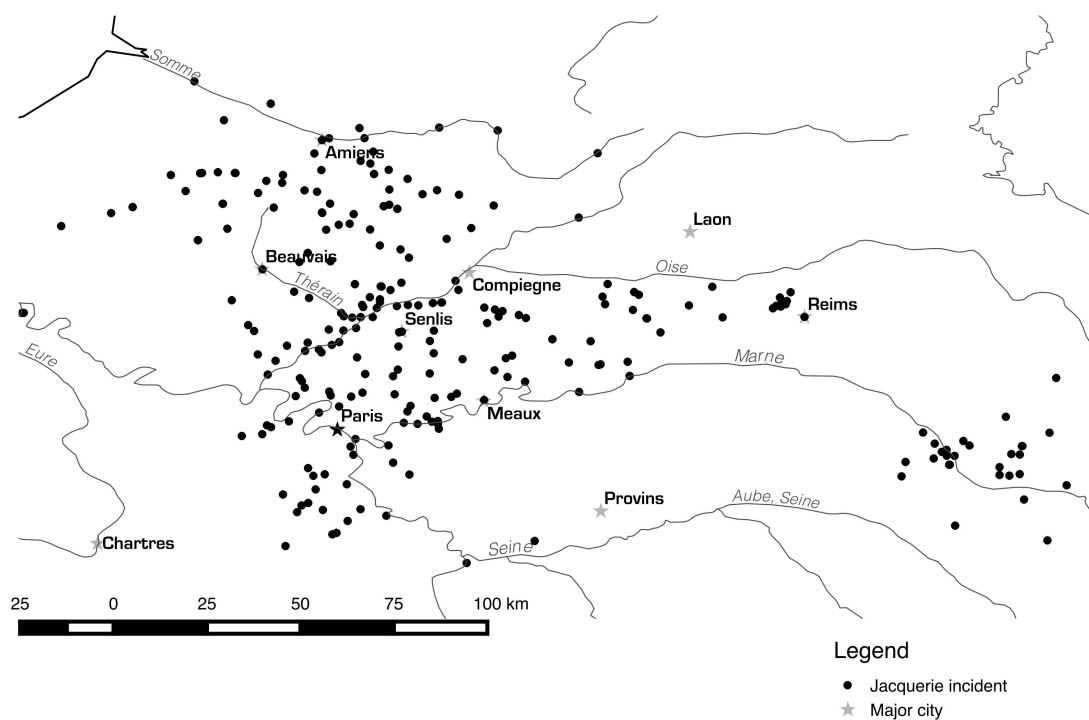 Somme
Amiens
Laon
Beauvais
Oise
Compiegne
Thérain
Reims
Senlis
Eure
Marne
Meaux
Paris
Provins
Aube, Seine
Chartres
Seine
25 0 25 50 75 100 km
Legend
Jacquerie incident
Major city